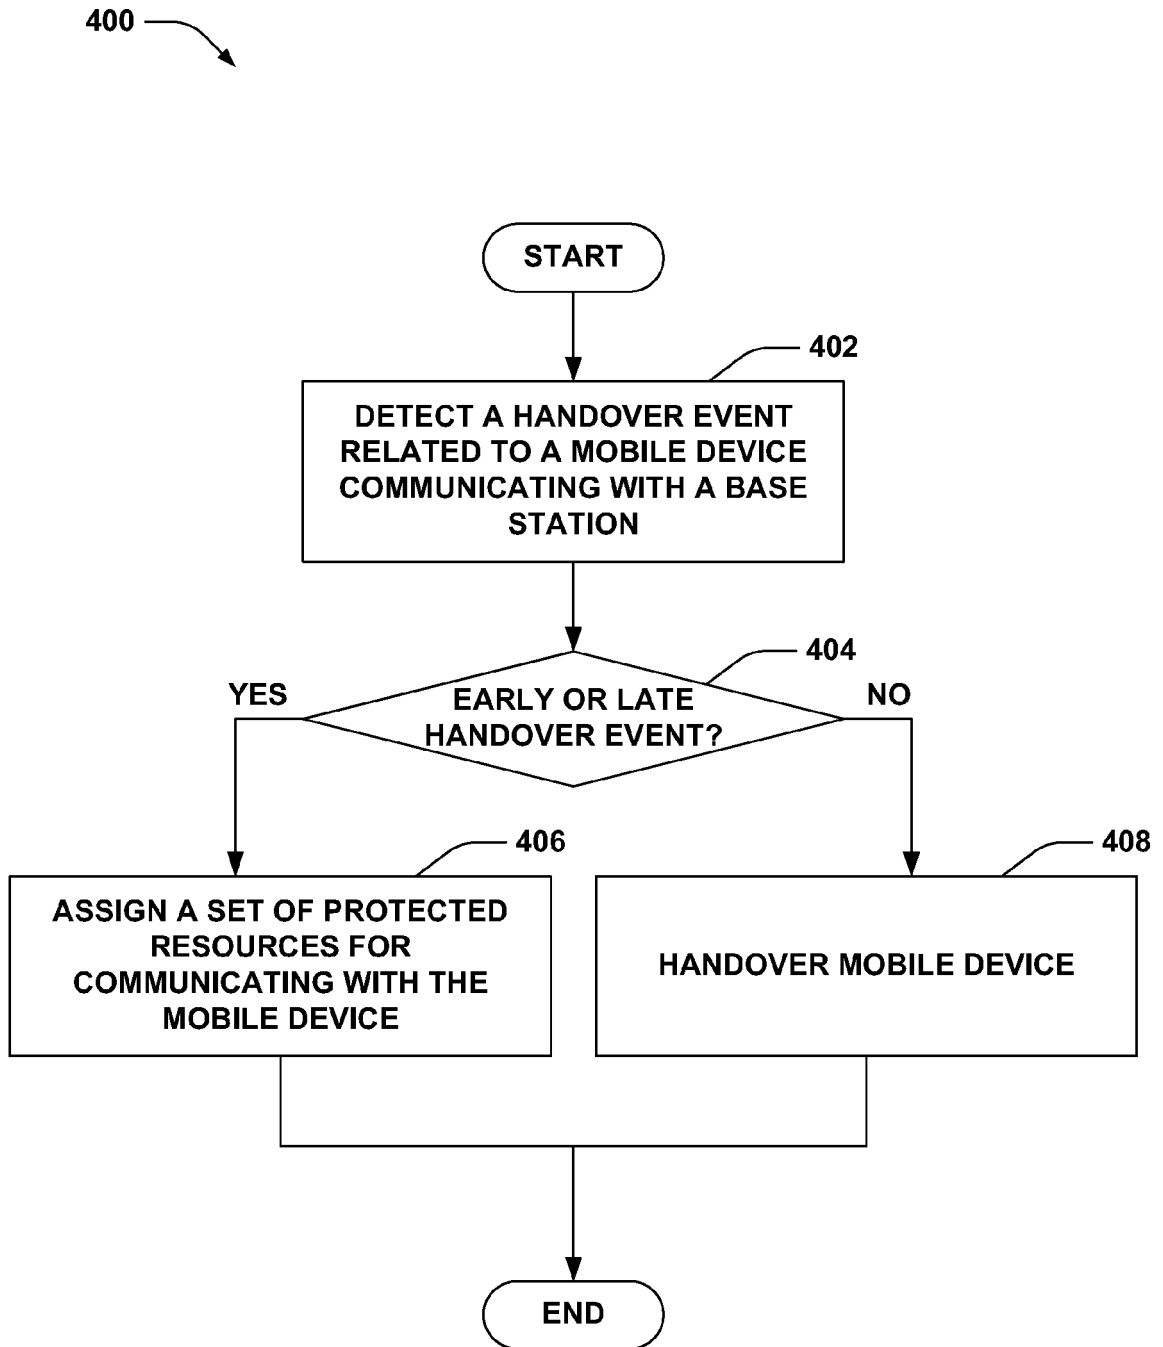 400
START
402
DETECT A HANDOVER EVENT
RELATED TO A MOBILE DEVICE
COMMUNICATING WITH A BASE
STATION
404
YES
EARLY OR LATE
HANDOVER EVENT?
NO
406
408
ASSIGN A SET OF PROTECTED
RESOURCES FOR
COMMUNICATING WITH THE
MOBILE DEVICE
HANDOVER MOBILE DEVICE
END